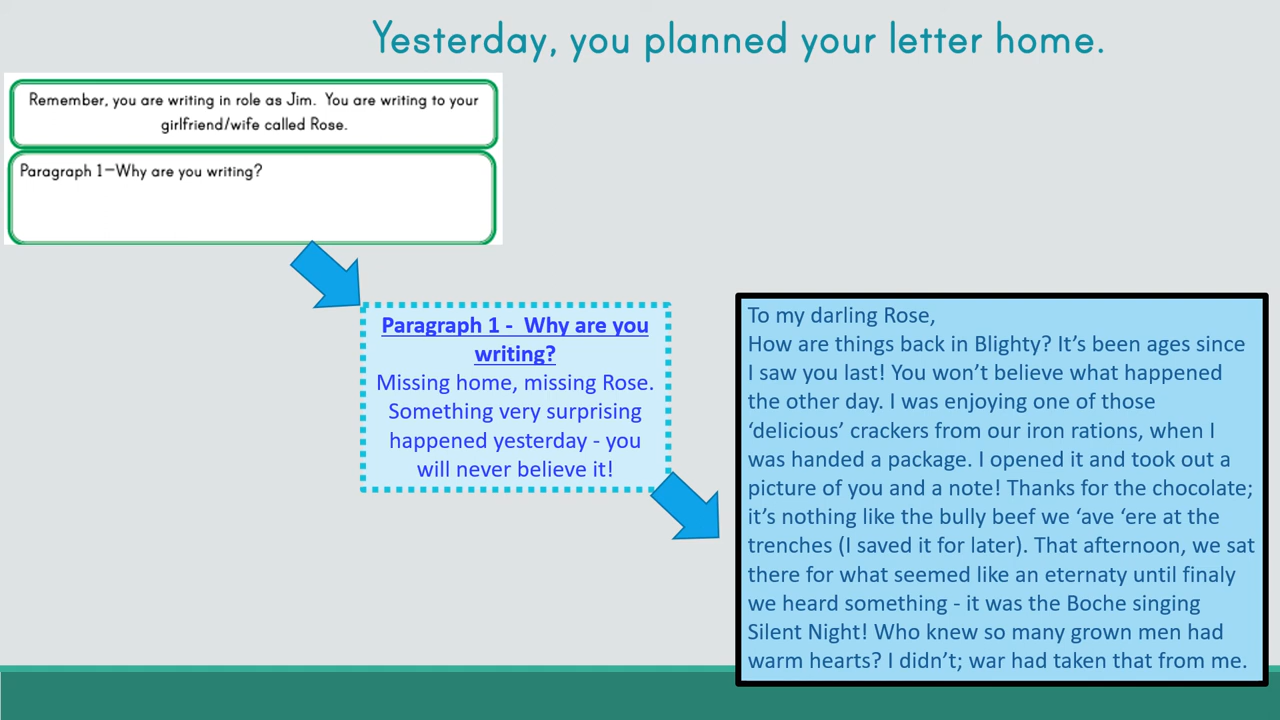 Yesterday, you planned your letter home.
Remember, you are writing in role as Jim. You are writing to your
girlfriend/wife called Rose.
Paragraph 1–Why are you writing?
Paragraph 1 - Why are you
writing?
Missing home, missing Rose.
Something very surprising
happened yesterday - you
will never believe it!
To my darling Rose,
How are things back in Blighty? It’s been ages since
I saw you last! You won’t believe what happened
the other day. I was enjoying one of those
‘delicious’ crackers from our iron rations, when I
was handed a package. I opened it and took out a
picture of you and a note! Thanks for the chocolate;
it’s nothing like the bully beef we ‘ave ‘ere at the
trenches (I saved it for later). That afternoon, we sat
there for what seemed like an eternaty until finaly
we heard something - it was the Boche singing
Silent Night! Who knew so many grown men had
warm hearts? I didn’t; war had taken that from me.